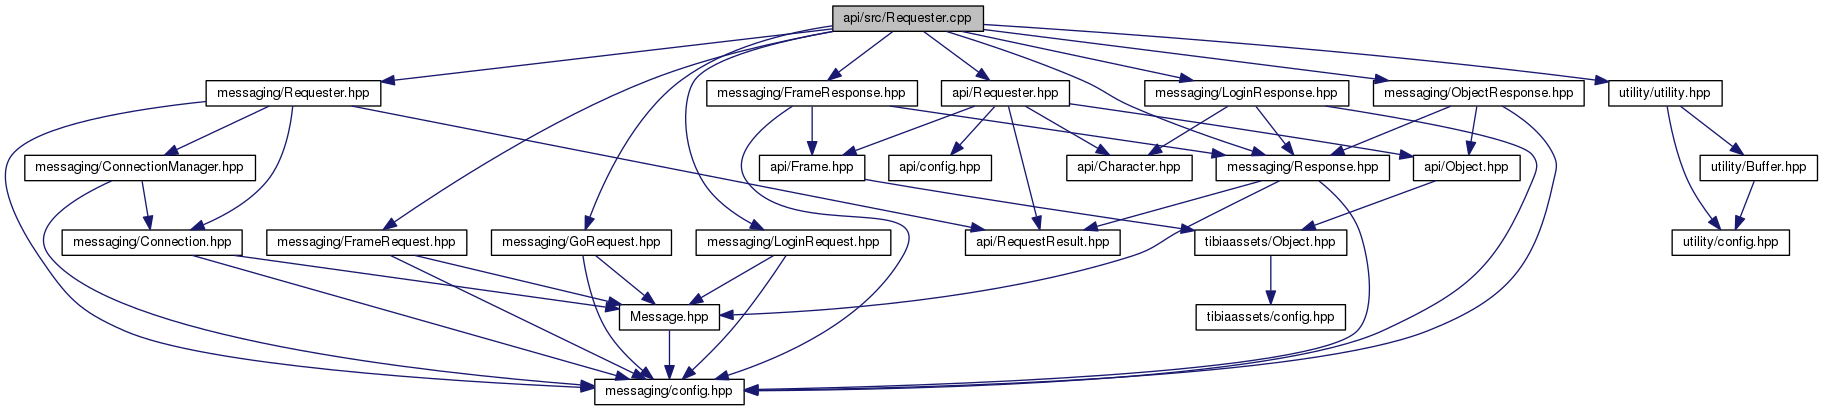 api/src/Requester.cpp
messaging/Requester.hpp
messaging/FrameResponse.hpp
api/Requester.hpp
messaging/LoginResponse.hpp
messaging/ObjectResponse.hpp
utility/utility.hpp
messaging/ConnectionManager.hpp
api/Frame.hpp
api/config.hpp
api/Character.hpp
messaging/Response.hpp
api/Object.hpp
utility/Buffer.hpp
messaging/Connection.hpp
messaging/FrameRequest.hpp
messaging/GoRequest.hpp
messaging/LoginRequest.hpp
api/RequestResult.hpp
tibiaassets/Object.hpp
utility/config.hpp
Message.hpp
tibiaassets/config.hpp
messaging/config.hpp